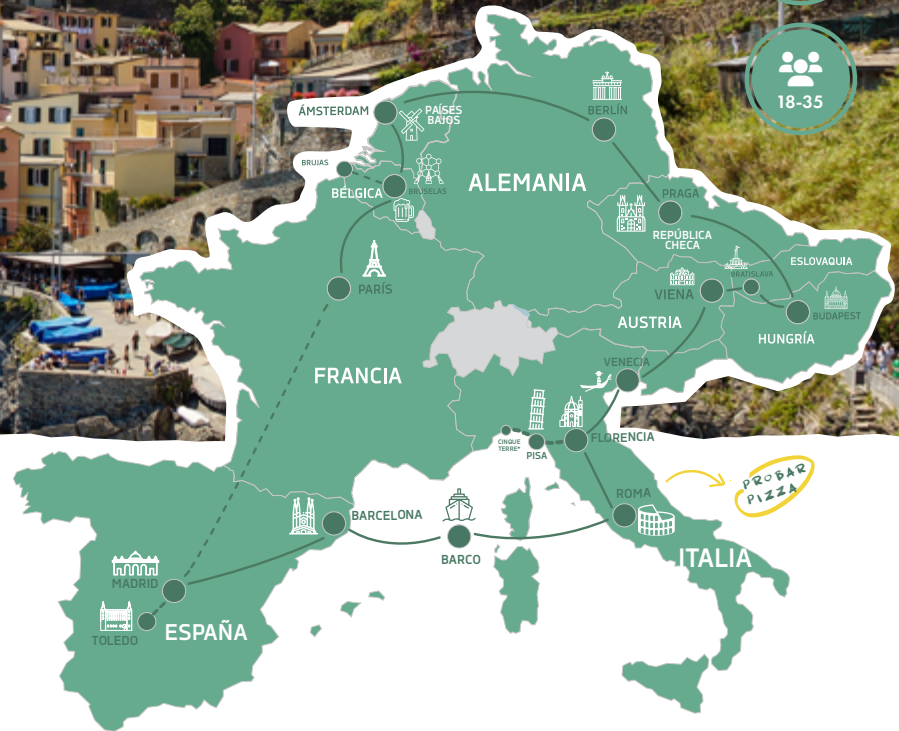 18-35
ÁMSTERDAM
PAÍSES
BAJOS
BERLÍN
BRUJAS
BÉLGICA
BRUSELAS
ALEMANIA
PRAGA
REPÚBLICA
CHECA
ESLOVAQUIA
BRATISLAVA
VIENA
BUDAPEST
PARÍS
AUSTRIA
HUNGRÍA
FRANCIA
VENECIA
CINQUE
TERRE*
PISA
FLORENCIA
PROBAR
PIZZA
ROMA
BARCELONA
BARCO
ITALIA
MADRID
TOLEDO
ESPAÑA